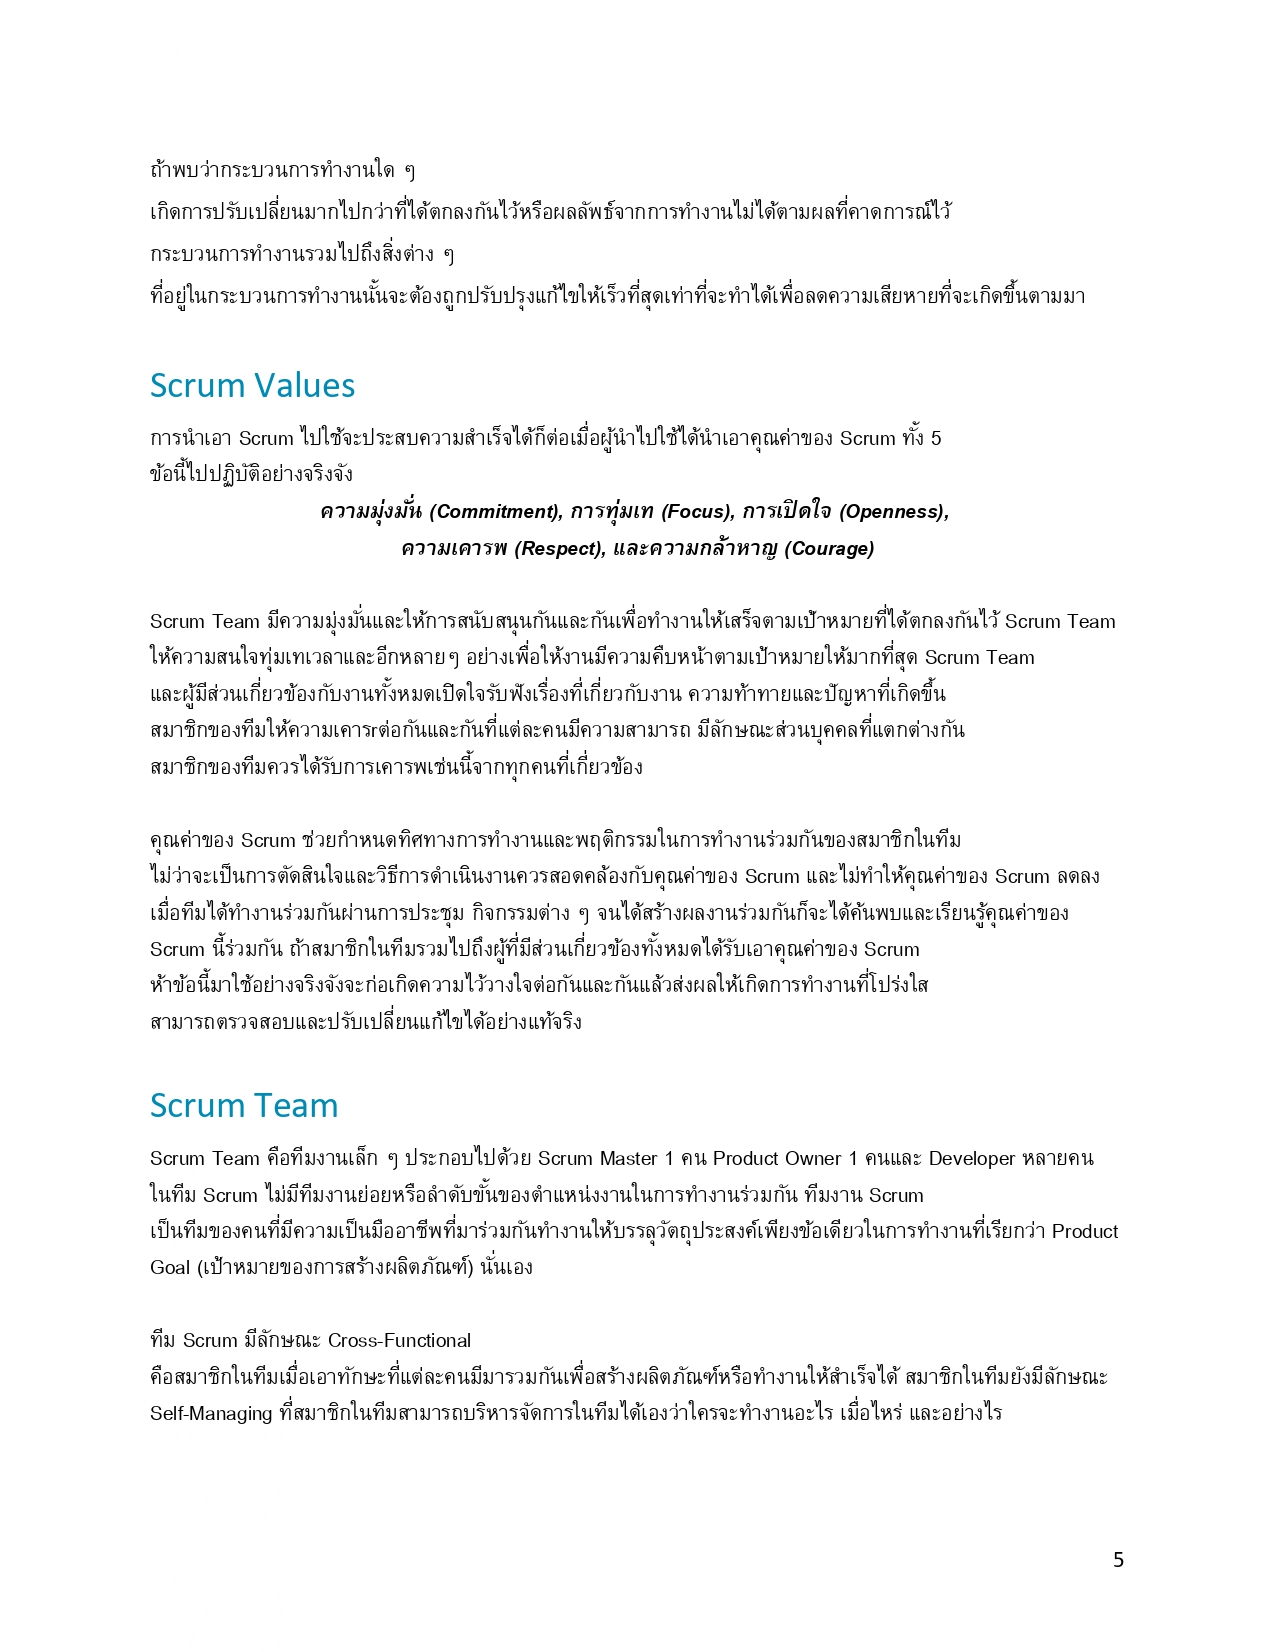 ถ้าพบว่ากระบวนการทำงานใด ๆ
เกิดการปรับเปลี่ยนมากไปกว่าที่ได้ตกลงกันไว้หรือผลลัพธ์จากการทำงานไม่ได้ตามผลที่คาดการณ์ไว้
กระบวนการทำงานรวมไปถึงสิ่งต่าง ๆ
ที่อยู่ในกระบวนการทำงานนั้นจะต้องถูกปรับปรุงแก้ไขให้เร็วที่สุดเท่าที่จะทำได้เพื่อลดความเสียหายที่จะเกิดขึ้นตามมา
Scrum Values
การนำเอา Scrum ไปใช้จะประสบความสำเร็จได้ก็ต่อเมื่อผู้นำไปใช้ได้นำเอาคุณค่าของ Scrum ทั้ง 5
ข้อนี้ไปปฏิบัติอย่างจริงจัง
ความมุ่งมั่น (Commitment), การทุ่มเท (Focus), การเปิดใจ (Openness),
ความเคารพ (Respect), และความกล้าหาญ (Courage)
Scrum Team มีความมุ่งมั่นและให้การสนับสนุนกันและกันเพื่อทำงานให้เสร็จตามเป้าหมายที่ได้ตกลงกันไว้ Scrum Team
ให้ความสนใจทุ่มเทเวลาและอีกหลายๆ อย่างเพื่อให้งานมีความคืบหน้าตามเป้าหมายให้มากที่สุด Scrum Team
และผู้มีส่วนเกี่ยวข้องกับงานทั้งหมดเปิดใจรับฟังเรื่องที่เกี่ยวกับงาน ความท้าทายและปัญหาที่เกิดขึ้น
สมาชิกของทีมให้ความเคารrต่อกันและกันที่แต่ละคนมีความสามารถ มีลักษณะส่วนบุคคลที่แตกต่างกัน
สมาชิกของทีมควรได้รับการเคารพเช่นนี้จากทุกคนที่เกี่ยวข้อง
คุณค่าของ Scrum ช่วยกำหนดทิศทางการทำงานและพฤติกรรมในการทำงานร่วมกันของสมาชิกในทีม
ไม่ว่าจะเป็นการตัดสินใจและวิธีการดำเนินงานควรสอดคล้องกับคุณค่าของ Scrum และไม่ทำให้คุณค่าของ Scrum ลดลง
เมื่อทีมได้ทำงานร่วมกันผ่านการประชุม กิจกรรมต่าง ๆ จนได้สร้างผลงานร่วมกันก็จะได้ค้นพบและเรียนรู้คุณค่าของ
Scrum นี้ร่วมกัน ถ้าสมาชิกในทีมรวมไปถึงผู้ที่มีส่วนเกี่ยวข้องทั้งหมดได้รับเอาคุณค่าของ Scrum
ห้าข้อนี้มาใช้อย่างจริงจังจะก่อเกิดความไว้วางใจต่อกันและกันแล้วส่งผลให้เกิดการทำงานที่โปร่งใส
สามารถตรวจสอบและปรับเปลี่ยนแก้ไขได้อย่างแท้จริง
Scrum Team
Scrum Team คือทีมงานเล็ก ๆ ประกอบไปด้วย Scrum Master 1 คน Product Owner 1 คนและ Developer หลายคน
ในทีม Scrum ไม่มีทีมงานย่อยหรือลำดับขั้นของตำแหน่งงานในการทำงานร่วมกัน ทีมงาน Scrum
เป็นทีมของคนที่มีความเป็นมืออาชีพที่มาร่วมกันทำงานให้บรรลุวัตถุประสงค์เพียงข้อเดียวในการทำงานที่เรียกว่า Product
Goal (เป้าหมายของการสร้างผลิตภัณฑ์) นั่นเอง
ทีม Scrum มีลักษณะ Cross-Functional
คือสมาชิกในทีมเมื่อเอาทักษะที่แต่ละคนมีมารวมกันเพื่อสร้างผลิตภัณฑ์หรือทำงานให้สำเร็จได้ สมาชิกในทีมยังมีลักษณะ
Self-Managing ที่สมาชิกในทีมสามารถบริหารจัดการในทีมได้เองว่าใครจะทำงานอะไร เมื่อไหร่ และอย่างไร
5